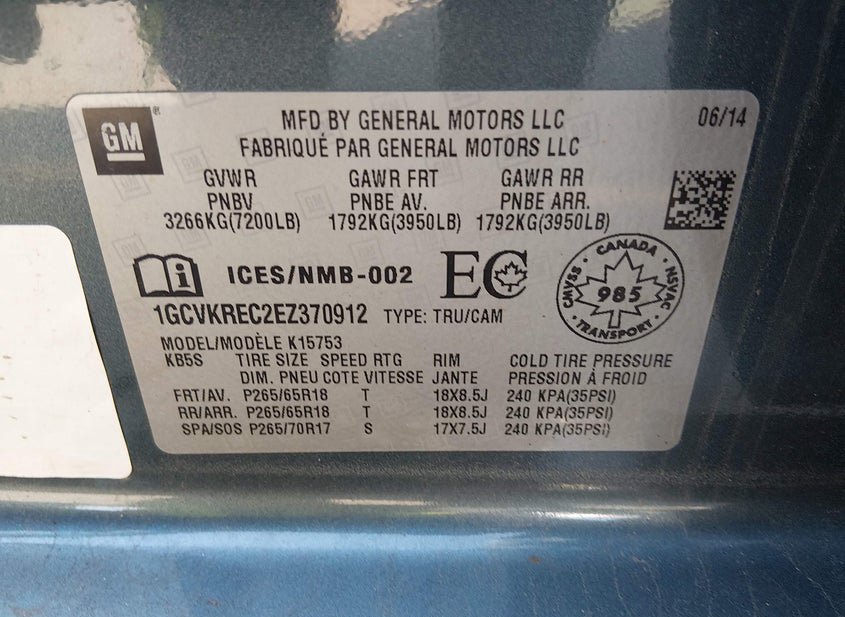 GM
MFD BY GENERAL MOTORS LLC 06/14
FABRIQUÉ PAR GENERAL MOTORS LLC
GVWR GAWR FRT GAWR RR
PNBV PNBE AV. PNBE ARR.
3266KG(7200LB) 1792KG(3950LB) 1792KG(3950LB)
ICES/NMB-002 EC CANADA CMVSS 985 NSVAC TRANSPORT
1GCVKREC2EZ370912 TYPE: TRU/CAM
MODEL/MODÈLE K15753
KB5S TIRE SIZE SPEED RTG RIM COLD TIRE PRESSURE
DIM. PNEU COTE VITESSE JANTE PRESSION À FROID
FRT/AV. P265/65R18 T 18X8.5J 240 KPA(35PSI)
RR/ARR. P265/65R18 T 18X8.5J 240 KPA(35PSI)
SPA/SOS P265/70R17 S 17X7.5J 240 KPA(35PSI)